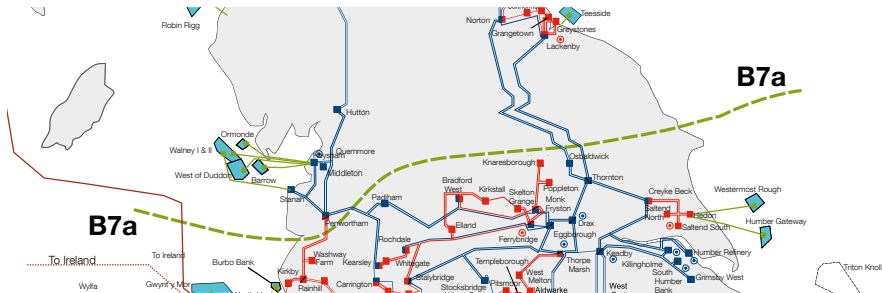 Robin Rigg
Norton
Teesside
Greystones
Grangetown
Lackenby
B7a
Hutton
Ormonde
Walney I & II
Quernmore
Heysham
Middleton
West of Duddon
Barrow
Stanah
Padiham
Penwortham
Bradford
West
Kirkstall
Skelton
Grange
Knaresborough
Poppleton
Osbaldwick
Thornton
Monk
Fryston
Creyke Beck
Westermost Rough
Saltend
North
Hedon
Saltend South
Humber Gateway
B7a
Rochdale
Elland
Ferrybridge
Eggborough
Drax
To Ireland
To Ireland
Burbo Bank
Washway
Farm
Kearsley
Whitegate
Kirkby
Rainhill
Carrington
Stalybridge
Stocksbridge
Templeborough
Pitsmoor
West
Melton
Aldwarke
Thorpe
Marsh
Keadby
Killingholme
South
Humber
Bank
Humber Refinery
Grimsby West
West
Triton Knoll
Wylfa
Gwynt y Mor